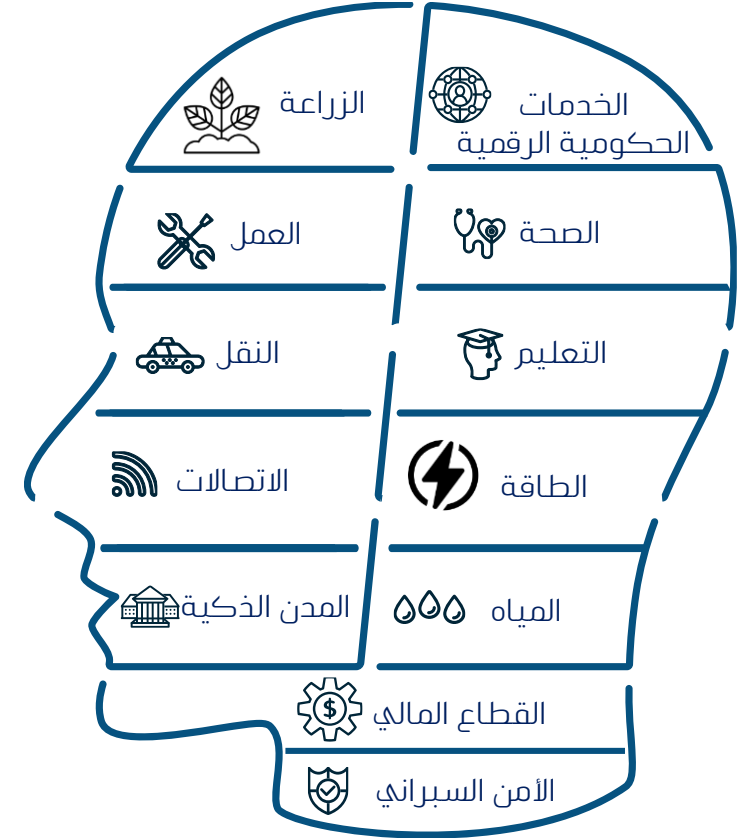 الخدمات
الحكومية الرقمية
الزراعة
الصحة
العمل
التعليم
النقل
الطاقة
الاتصالات
المياه
المدن الذكية
القطاع المالي
الأمن السبراني